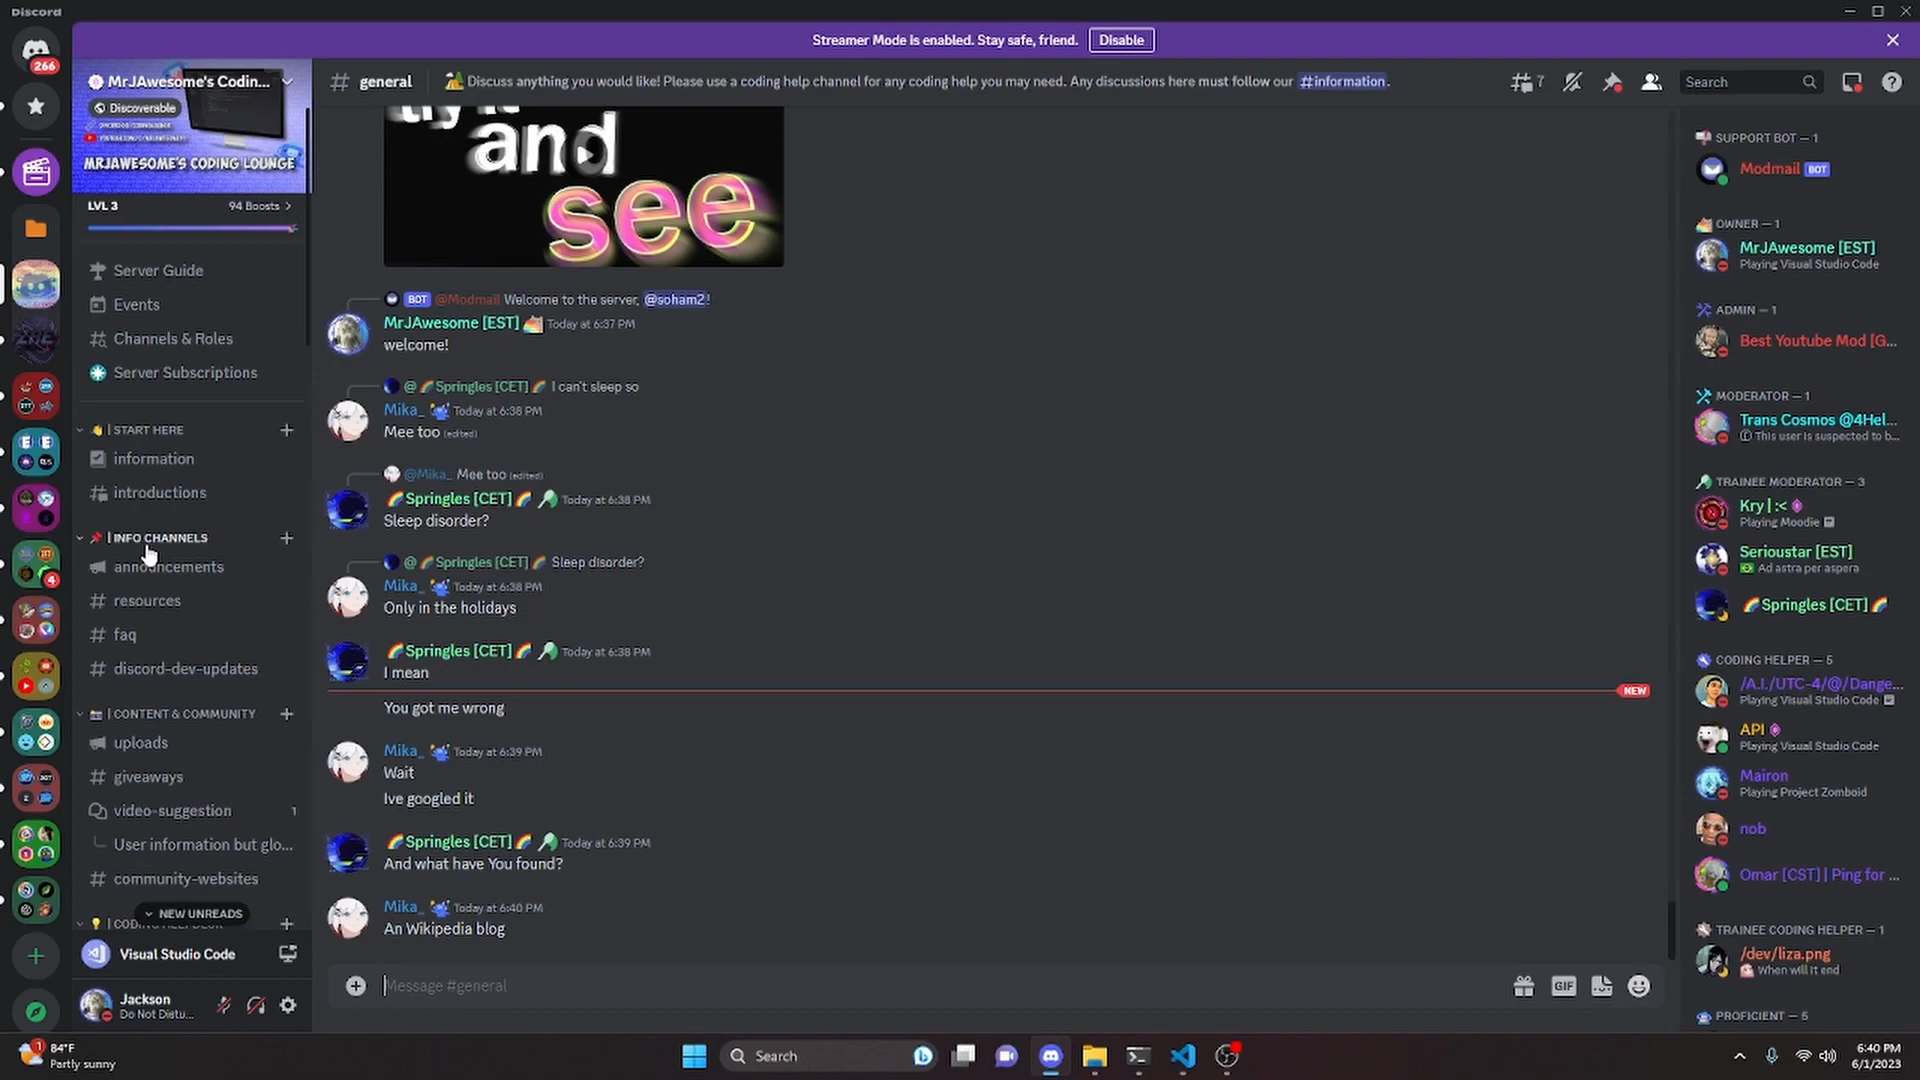 Discord
Streamer Mode is enabled. Stay safe, friend.
Disable
266
MrJAwesome's Codin...
Discoverable
MRJAWESOME'S CODING LOUNGE
LVL 3
94 Boosts
Server Guide
Events
Channels & Roles
Server Subscriptions
| START HERE
information
introductions
| INFO CHANNELS
announcements
resources
faq
discord-dev-updates
| CONTENT & COMMUNITY
uploads
giveaways
video-suggestion
1
User information but glo...
community-websites
NEW UNREADS
4
Visual Studio Code
Jackson
Do Not Distu...
general
Discuss anything you would like! Please use a coding help channel for any coding help you may need. Any discussions here must follow our #information.
7
Search
try it
and
see
BOT @Modmail Welcome to the server, @soham2!
MrJAwesome [EST] Today at 6:37 PM
welcome!
@ Springles [CET] I can't sleep so
Mika_ Today at 6:38 PM
Mee too (edited)
@Mika_ Mee too (edited)
Springles [CET] Today at 6:38 PM
Sleep disorder?
@ Springles [CET] Sleep disorder?
Mika_ Today at 6:38 PM
Only in the holidays
Springles [CET] Today at 6:38 PM
I mean
NEW
You got me wrong
Mika_ Today at 6:39 PM
Wait
Ive googled it
Springles [CET] Today at 6:39 PM
And what have You found?
Mika_ Today at 6:40 PM
An Wikipedia blog
Message #general
GIF
SUPPORT BOT — 1
Modmail BOT
OWNER — 1
MrJAwesome [EST]
Playing Visual Studio Code
ADMIN — 1
Best Youtube Mod [G...
MODERATOR — 1
Trans Cosmos @4Hel...
This user is suspected to b...
TRAINEE MODERATOR — 3
Kry | :<
Playing Moodie
Serioustar [EST]
Ad astra per aspera
Springles [CET]
CODING HELPER — 5
/A.I./UTC-4/@/Dange...
Playing Visual Studio Code
API
Playing Visual Studio Code
Mairon
Playing Project Zomboid
nob
Omar [CST] | Ping for ...
TRAINEE CODING HELPER — 1
/dev/liza.png
When will it end
PROFICIENT — 5
1
84°F
Partly sunny
Search
6:40 PM
6/1/2023